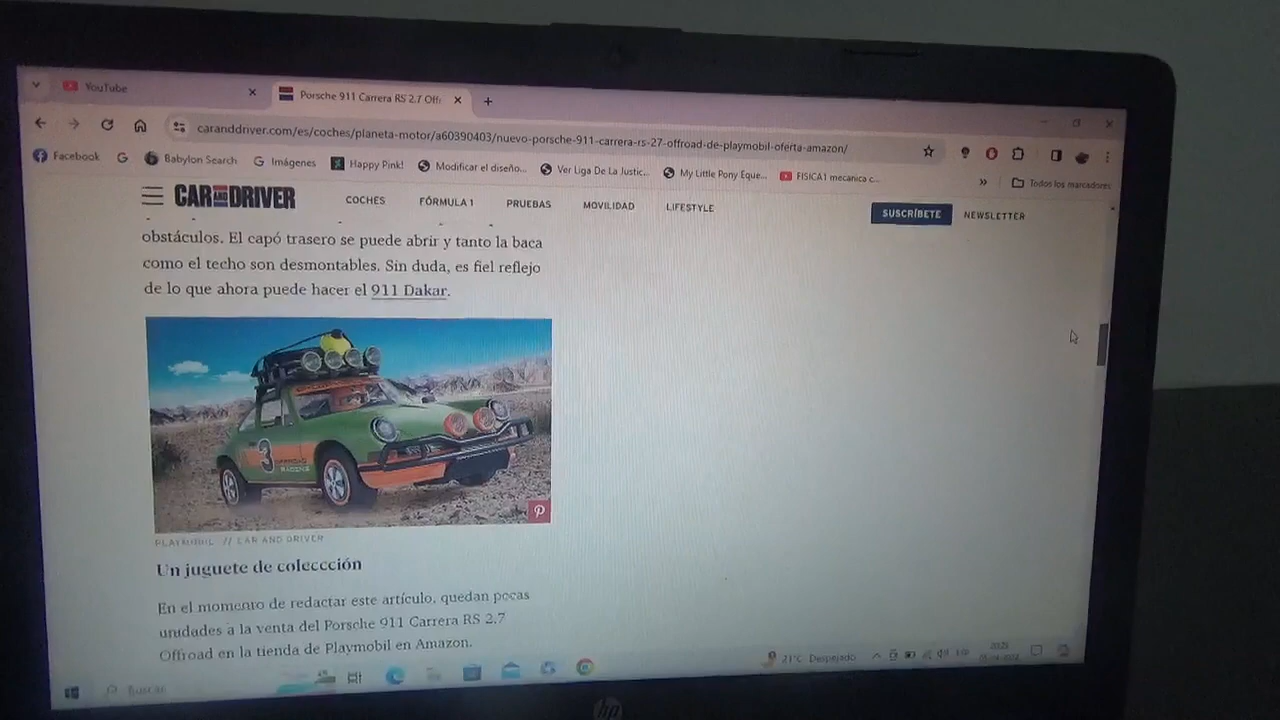 YouTube
Porsche 911 Carrera RS 2.7 Off
caranddriver.com/es/coches/planeta-motor/a60390403/nuevo-porsche-911-carrera-rs-27-offroad-de-playmobil-oferta-amazon/
Facebook
Babylon Search
Imágenes
Happy Pink!
Modificar el diseño...
Ver Liga De La Justic...
My Little Pony Eque...
FISICA1 mecanica c...
Todos los marcadores
CAR AND DRIVER
COCHES
FÓRMULA 1
PRUEBAS
MOVILIDAD
LIFESTYLE
SUSCRÍBETE
NEWSLETTER
obstáculos. El capó trasero se puede abrir y tanto la baca
como el techo son desmontables. Sin duda, es fiel reflejo
de lo que ahora puede hacer el 911 Dakar.
3
OFFROAD
RACING
PLAYMOBIL // CAR AND DRIVER
Un juguete de coleccción
En el momento de redactar este artículo, quedan pocas
unidades a la venta del Porsche 911 Carrera RS 2.7
Offroad en la tienda de Playmobil en Amazon.
Buscar
21°C Despejado
hp